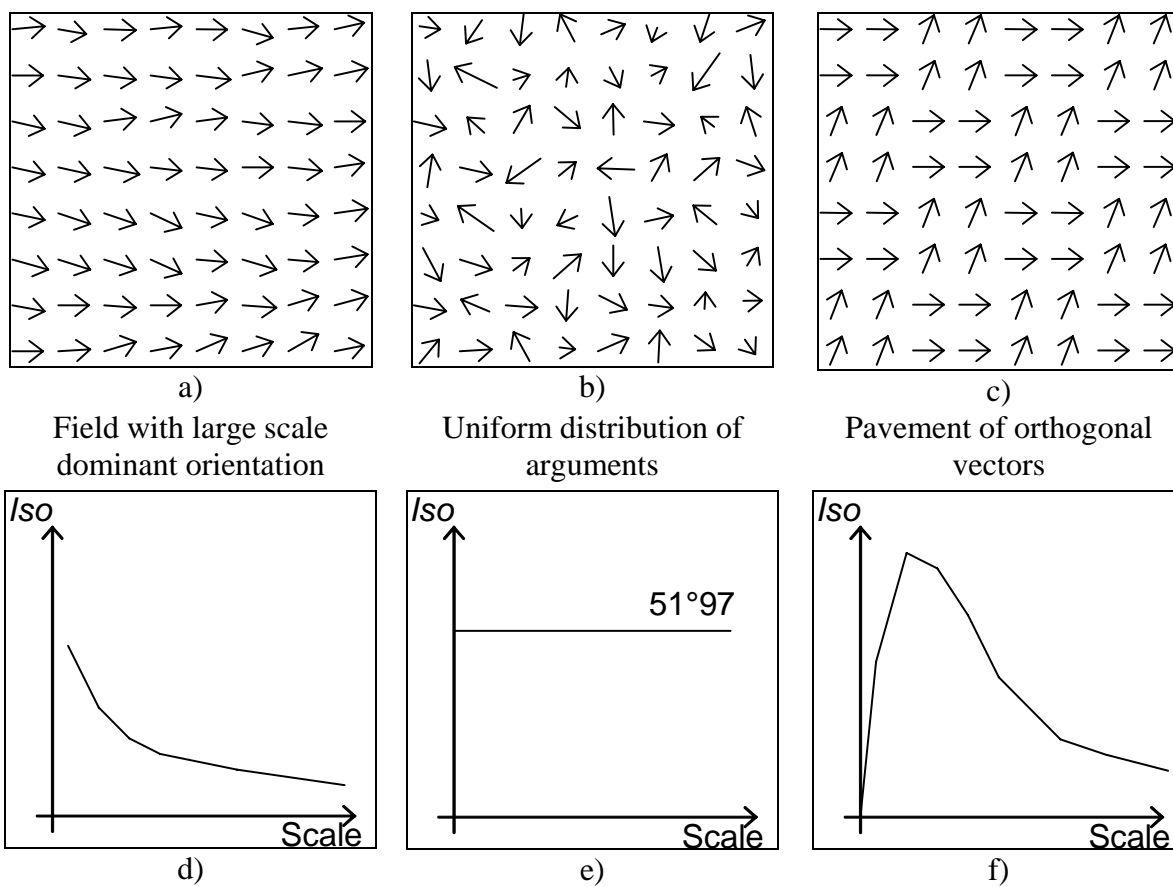 a)
b)
c)
Field with large scale
dominant orientation
Uniform distribution of
arguments
Pavement of orthogonal
vectors
Iso
Scale
d)
Iso
51°97
Scale
e)
Iso
Scale
f)